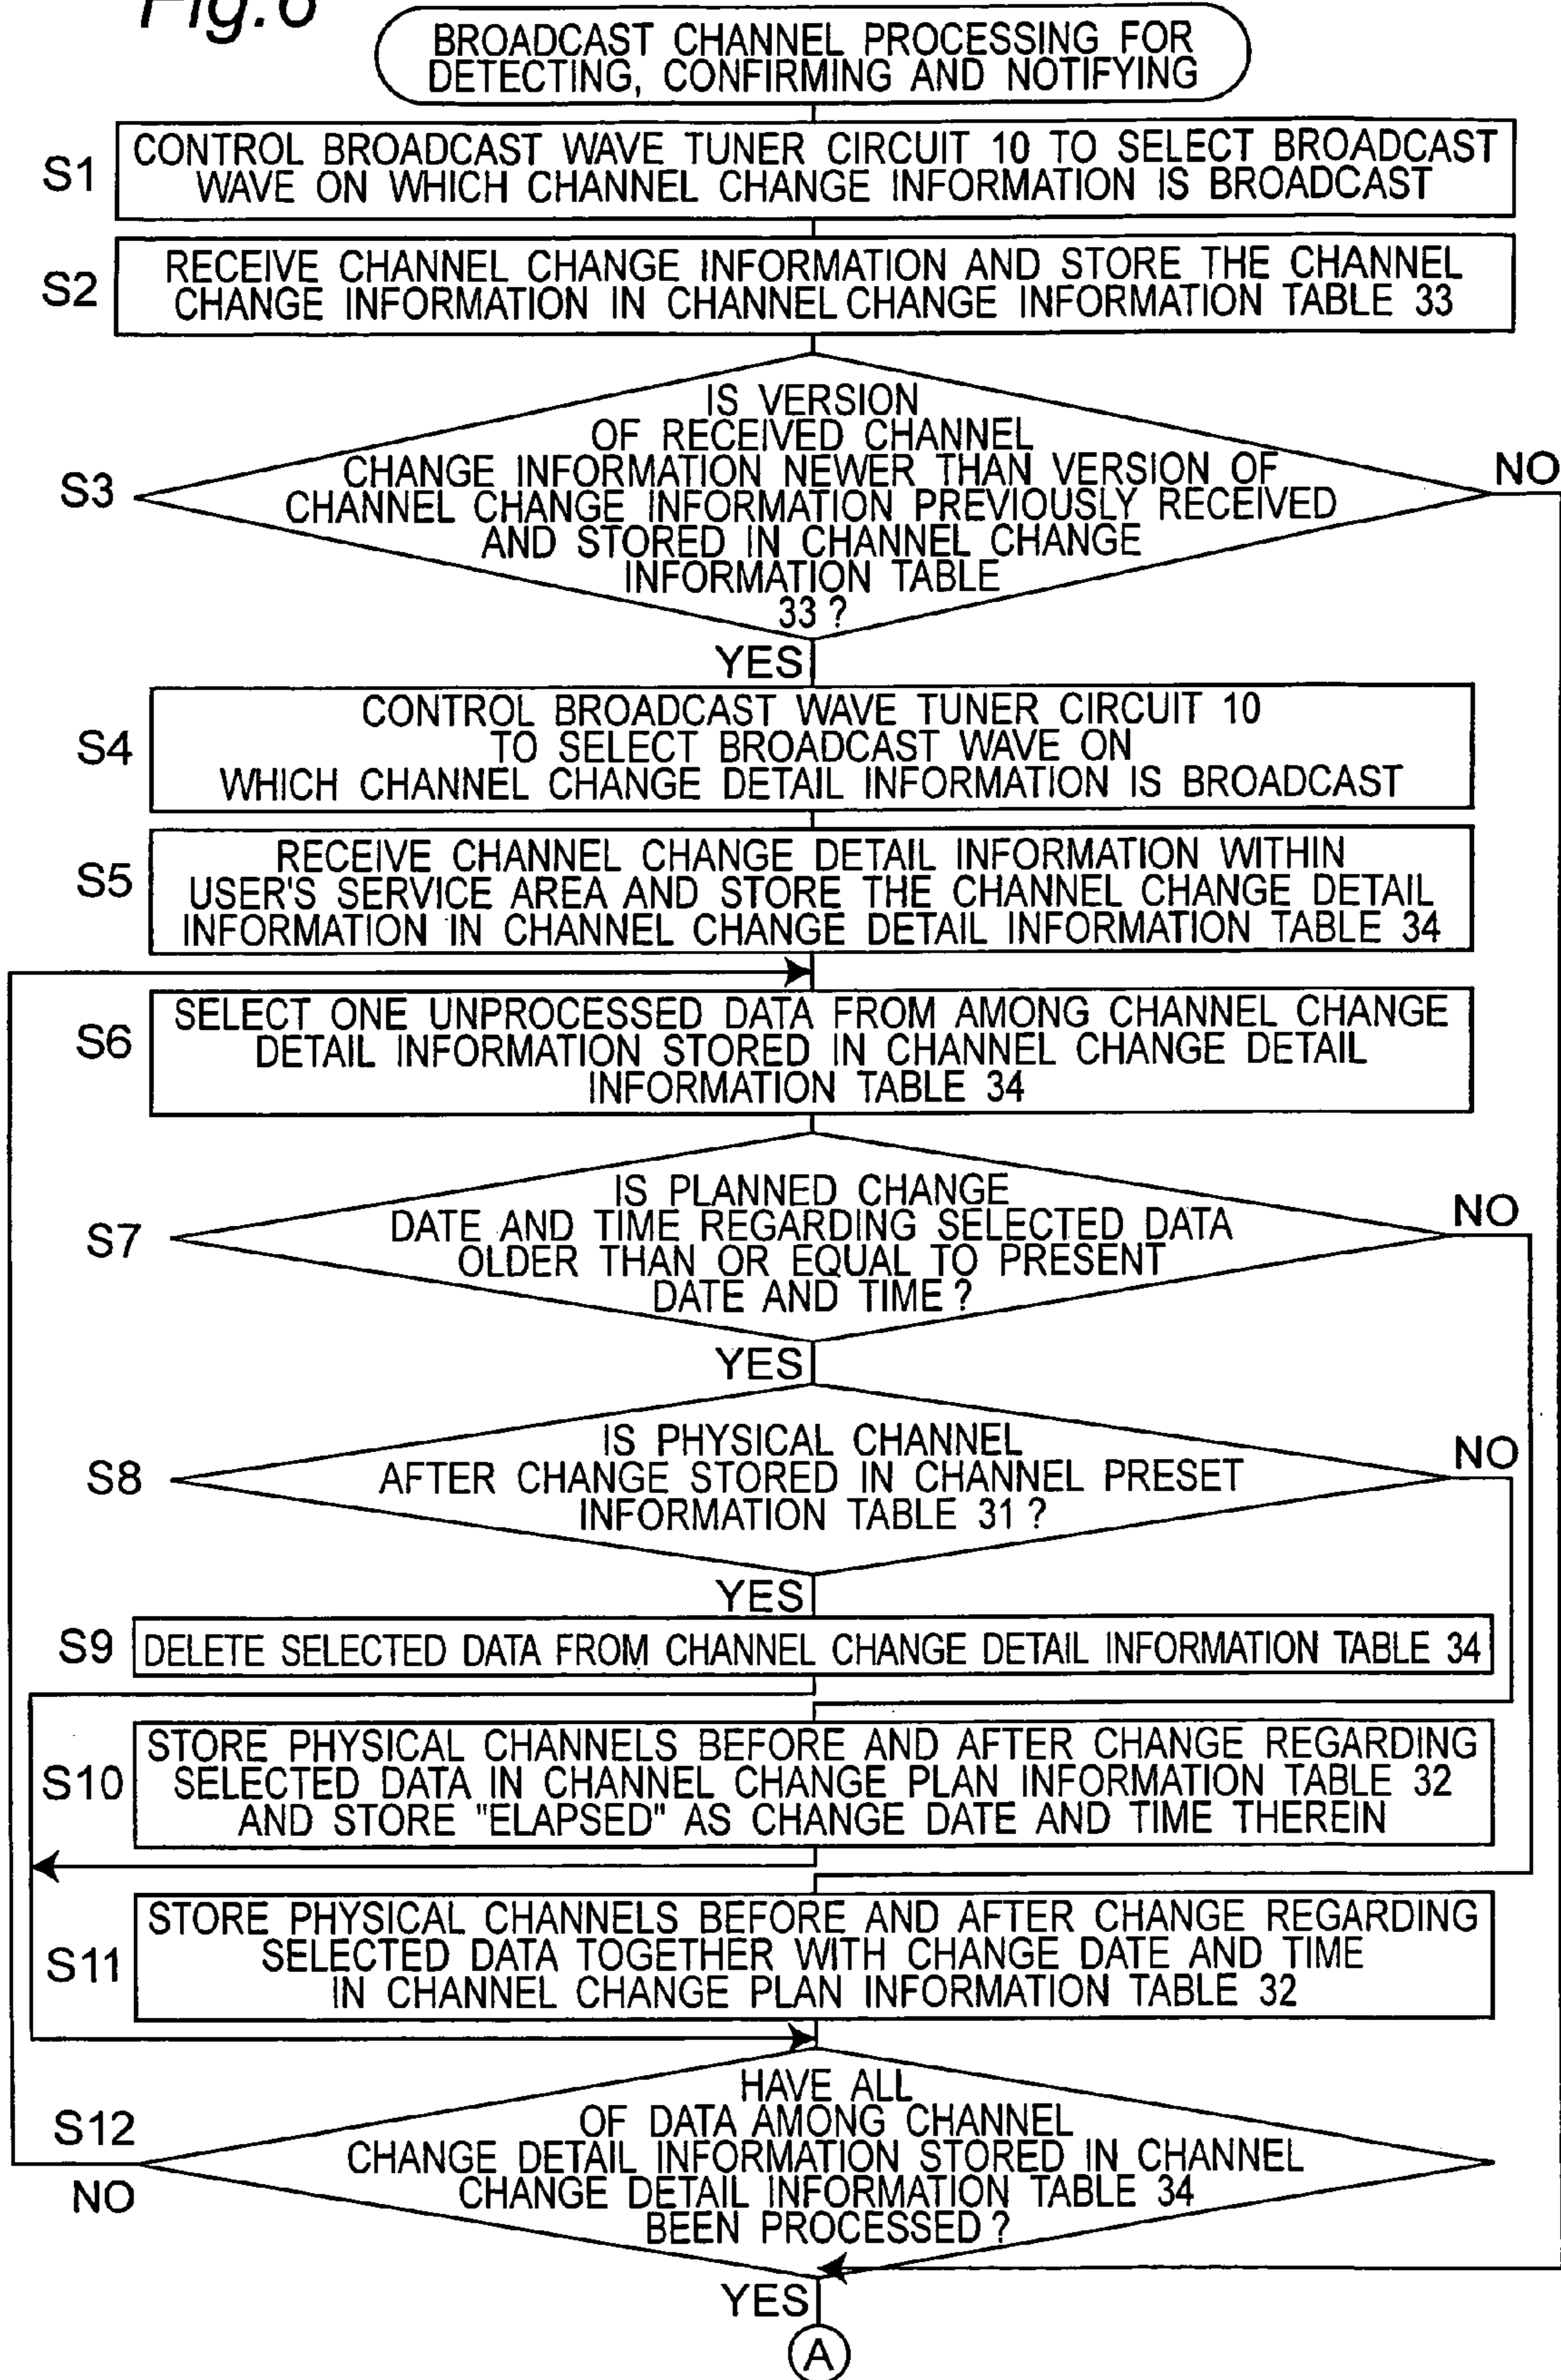 Fig.6
BROADCAST CHANNEL PROCESSING FOR
DETECTING, CONFIRMING AND NOTIFYING
S1
CONTROL BROADCAST WAVE TUNER CIRCUIT 10 TO SELECT BROADCAST
WAVE ON WHICH CHANNEL CHANGE INFORMATION IS BROADCAST
S2
RECEIVE CHANNEL CHANGE INFORMATION AND STORE THE CHANNEL
CHANGE INFORMATION IN CHANNEL CHANGE INFORMATION TABLE 33
S3
IS VERSION
OF RECEIVED CHANNEL
CHANGE INFORMATION NEWER THAN VERSION OF
CHANNEL CHANGE INFORMATION PREVIOUSLY RECEIVED
AND STORED IN CHANNEL CHANGE
INFORMATION TABLE
33 ?
NO
YES
S4
CONTROL BROADCAST WAVE TUNER CIRCUIT 10
TO SELECT BROADCAST WAVE ON
WHICH CHANNEL CHANGE DETAIL INFORMATION IS BROADCAST
S5
RECEIVE CHANNEL CHANGE DETAIL INFORMATION WITHIN
USER'S SERVICE AREA AND STORE THE CHANNEL CHANGE DETAIL
INFORMATION IN CHANNEL CHANGE DETAIL INFORMATION TABLE 34
S6
SELECT ONE UNPROCESSED DATA FROM AMONG CHANNEL CHANGE
DETAIL INFORMATION STORED IN CHANNEL CHANGE DETAIL
INFORMATION TABLE 34
S7
IS PLANNED CHANGE
DATE AND TIME REGARDING SELECTED DATA
OLDER THAN OR EQUAL TO PRESENT
DATE AND TIME ?
NO
YES
S8
IS PHYSICAL CHANNEL
AFTER CHANGE STORED IN CHANNEL PRESET
INFORMATION TABLE 31 ?
NO
YES
S9
DELETE SELECTED DATA FROM CHANNEL CHANGE DETAIL INFORMATION TABLE 34
S10
STORE PHYSICAL CHANNELS BEFORE AND AFTER CHANGE REGARDING
SELECTED DATA IN CHANNEL CHANGE PLAN INFORMATION TABLE 32
AND STORE "ELAPSED" AS CHANGE DATE AND TIME THEREIN
S11
STORE PHYSICAL CHANNELS BEFORE AND AFTER CHANGE REGARDING
SELECTED DATA TOGETHER WITH CHANGE DATE AND TIME
IN CHANNEL CHANGE PLAN INFORMATION TABLE 32
S12
HAVE ALL
OF DATA AMONG CHANNEL
CHANGE DETAIL INFORMATION STORED IN CHANNEL
CHANGE DETAIL INFORMATION TABLE 34
BEEN PROCESSED ?
NO
YES
A